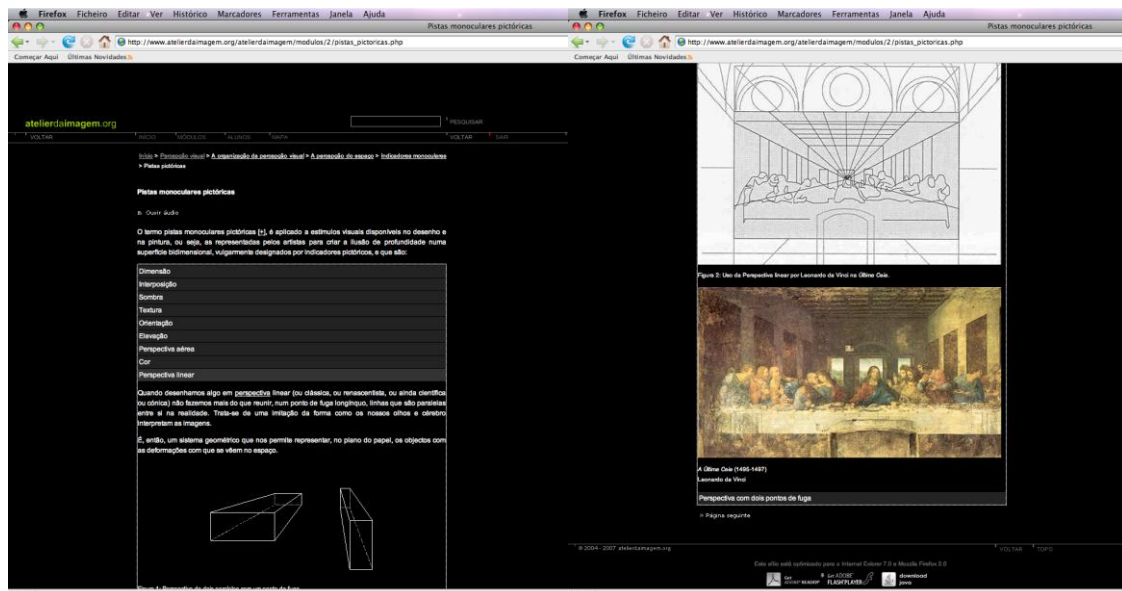 Firefox Ficheiro Editar Ver Histórico Marcadores Ferramentas Janela Ajuda
Pistas monoculares pictóricas
http://www.atelierdaimagem.org/atelierdaimagem/modulos/2/pistas_pictoricas.php
Começar Aqui Últimas Novidades
atelierdaimagem.org
PESQUISAR
VOLTAR INÍCIO MÓDULOS ALUNOS MAPA VOLTAR SAIR
Início > Percepção visual > A organização da percepção visual > A percepção do espaço > Indicadores monoculares
> Pistas pictóricas
Pistas monoculares pictóricas
Ouvir áudio
O termo pistas monoculares pictóricas [+], é aplicado a estímulos visuais disponíveis no desenho e
na pintura, ou seja, as representadas pelos artistas para criar a ilusão de profundidade numa
superfície bidimensional, vulgarmente designados por indicadores pictóricos, e que são:
Dimensão
Interposição
Sombra
Textura
Orientação
Elevação
Perspectiva aérea
Cor
Perspectiva linear
Quando desenhamos algo em perspectiva linear (ou clássica, ou renascentista, ou ainda científica
ou cónica) não fazemos mais do que reunir, num ponto de fuga longínquo, linhas que são paralelas
entre si na realidade. Trata-se de uma imitação da forma como os nossos olhos e cérebro
interpretam as imagens.
É, então, um sistema geométrico que nos permite representar, no plano do papel, os objectos com
as deformações com que se vêem no espaço.
Firefox Ficheiro Editar Ver Histórico Marcadores Ferramentas Janela Ajuda
Pistas monoculares pictóricas
http://www.atelierdaimagem.org/atelierdaimagem/modulos/2/pistas_pictoricas.php
Começar Aqui Últimas Novidades
Figura 2: Uso da Perspectiva linear por Leonardo da Vinci na Última Ceia.
A Última Ceia (1495-1497)
Leonardo da Vinci
Perspectiva com dois pontos de fuga
> Página seguinte
© 2004-2007 atelierdaimagem.org
VOLTAR TOPO
Este sítio está optimizado para o Internet Exlorer 7.0 e Mozilla Firefox 2.0
Get ADOBE READER Get ADOBE FLASH PLAYER download java